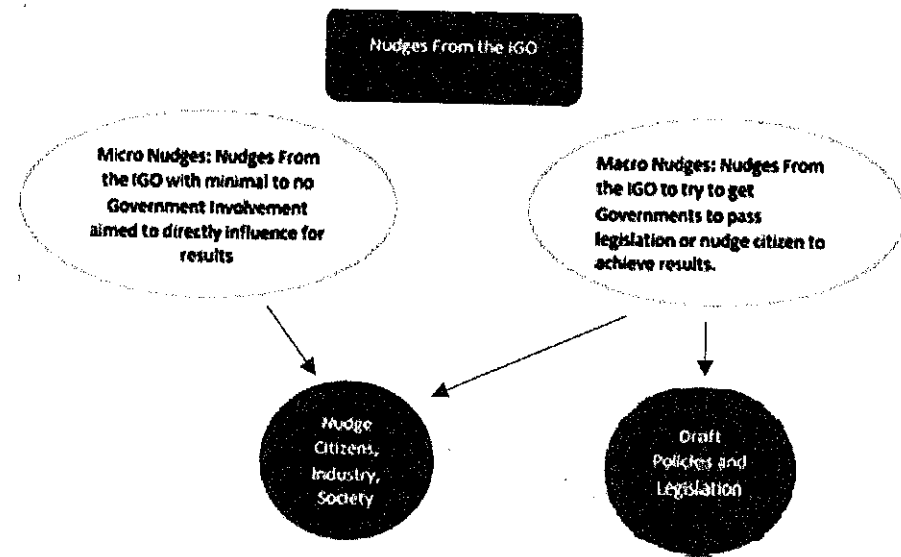 Nudges From the IGO
Micro Nudges: Nudges From
the IGO with minimal to no
Government Involvement
aimed to directly influence for
results
Macro Nudges: Nudges From
the IGO to try to get
Governments to pass
legislation or nudge citizen to
achieve results.
Nudge
Citizens,
Industry,
Society
Draft
Policies and
Legislation